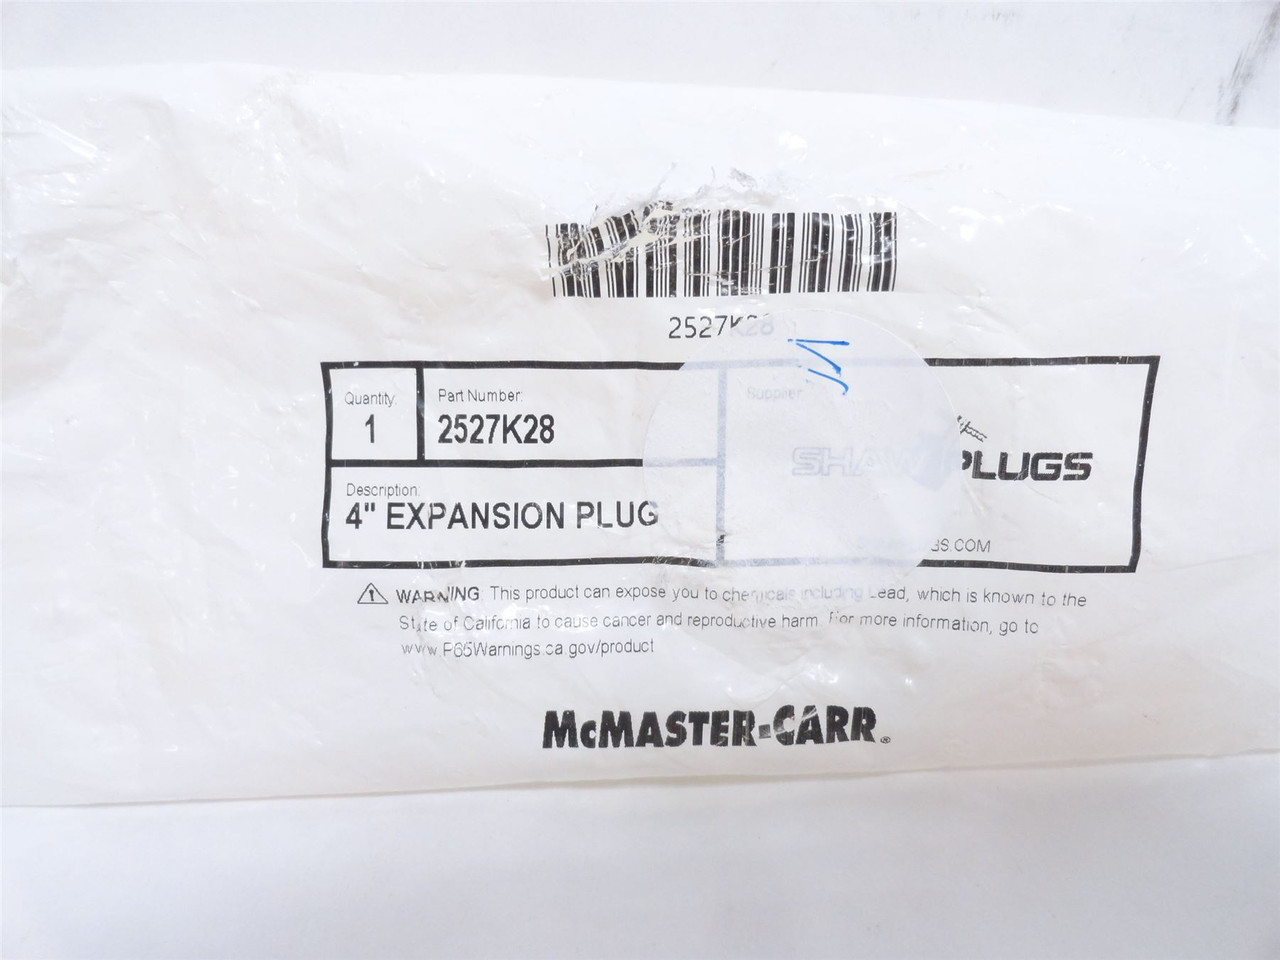 2527K28
Quantity:
1
Part Number:
2527K28
Supplier:
SHAW PLUGS
Description:
4" EXPANSION PLUG
GS.COM
WARNING: This product can expose you to chemicals including Lead, which is known to the
State of California to cause cancer and reproductive harm. For more information, go to
www.P65Warnings.ca.gov/product
McMASTER-CARR®